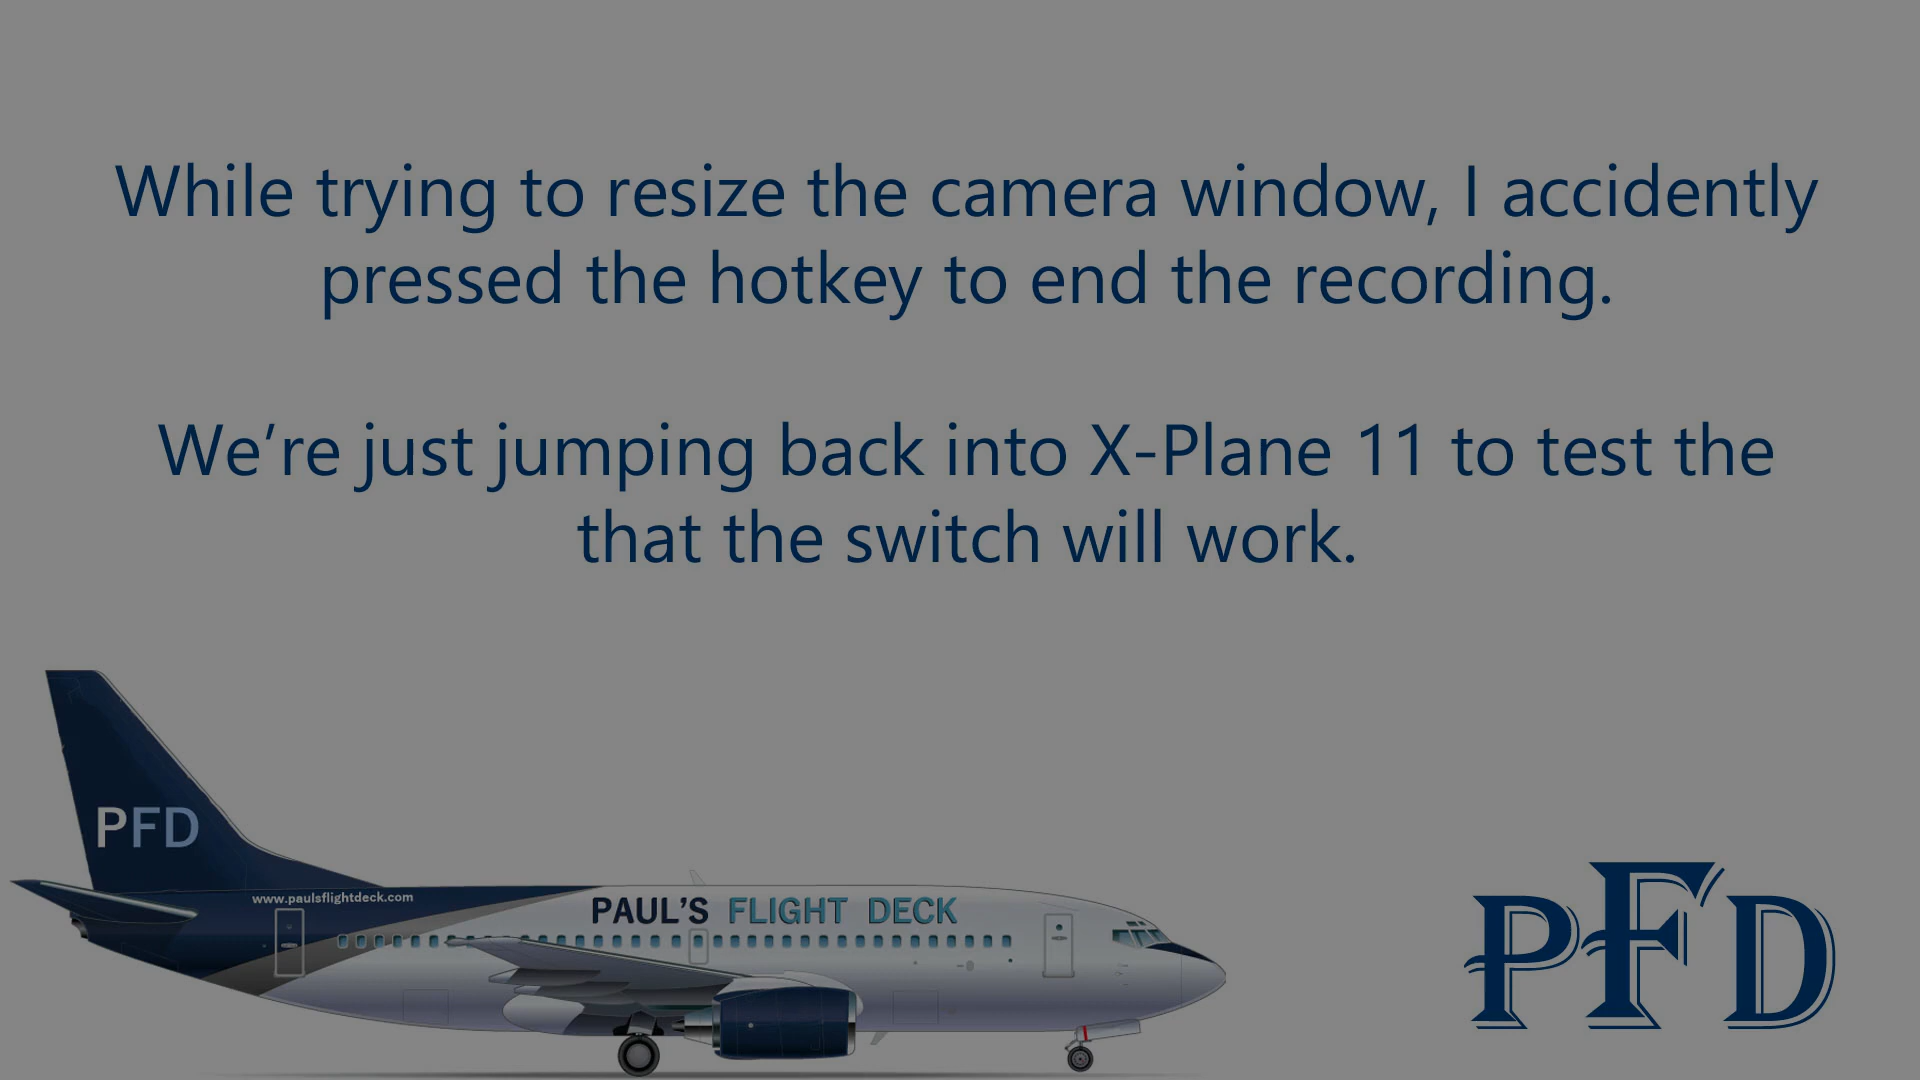 While trying to resize the camera window, I accidently
pressed the hotkey to end the recording.
We’re just jumping back into X-Plane 11 to test the
that the switch will work.
PFD
www.paulsflightdeck.com
PAUL’S FLIGHT DECK
PFD